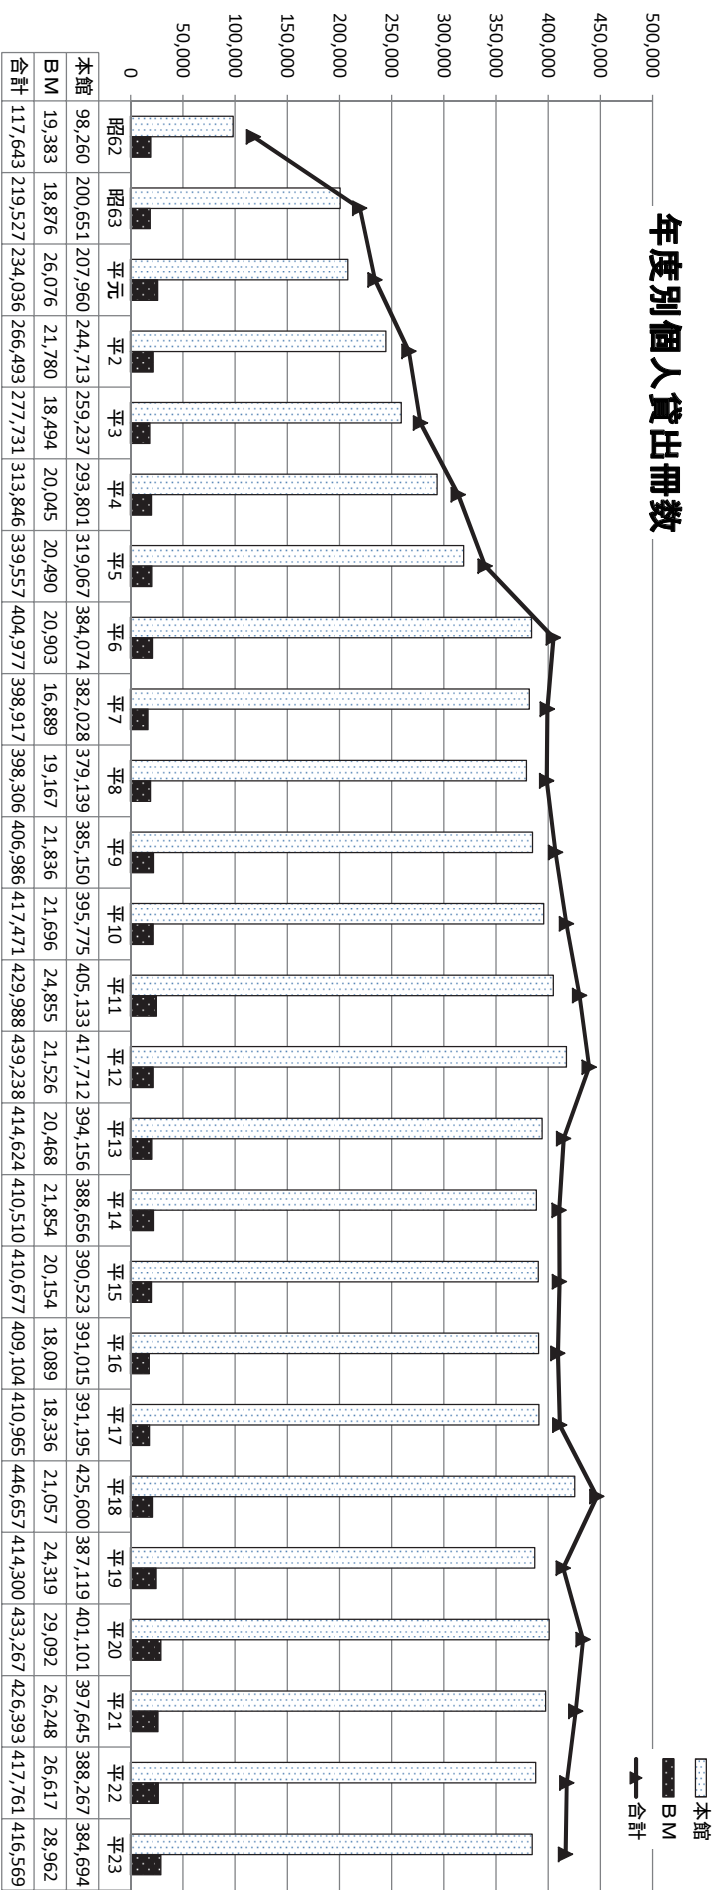 年度別個人貸出冊数
本館
BM
合計
500,000
450,000
400,000
350,000
300,000
250,000
200,000
150,000
100,000
50,000
0
昭62 昭63 平元 平2 平3 平4 平5 平6 平7 平8 平9 平10 平11 平12 平13 平14 平15 平16 平17 平18 平19 平20 平21 平22 平23
本館 98,260 200,651 207,960 244,713 259,237 293,801 319,067 384,074 382,028 379,139 385,150 395,775 405,133 417,712 394,156 388,656 390,523 391,015 391,195 425,600 387,119 401,101 397,645 388,267 384,694
BM 19,383 18,876 26,076 21,780 18,494 20,045 20,490 20,903 16,889 19,167 21,836 21,696 24,855 21,526 20,468 21,854 20,154 18,089 18,336 21,057 24,319 29,092 26,248 26,617 28,962
合計 117,643 219,527 234,036 266,493 277,731 313,846 339,557 404,977 398,917 398,306 406,986 417,471 429,988 439,238 414,624 410,510 410,677 409,104 410,965 446,657 414,300 433,267 426,393 417,761 416,569